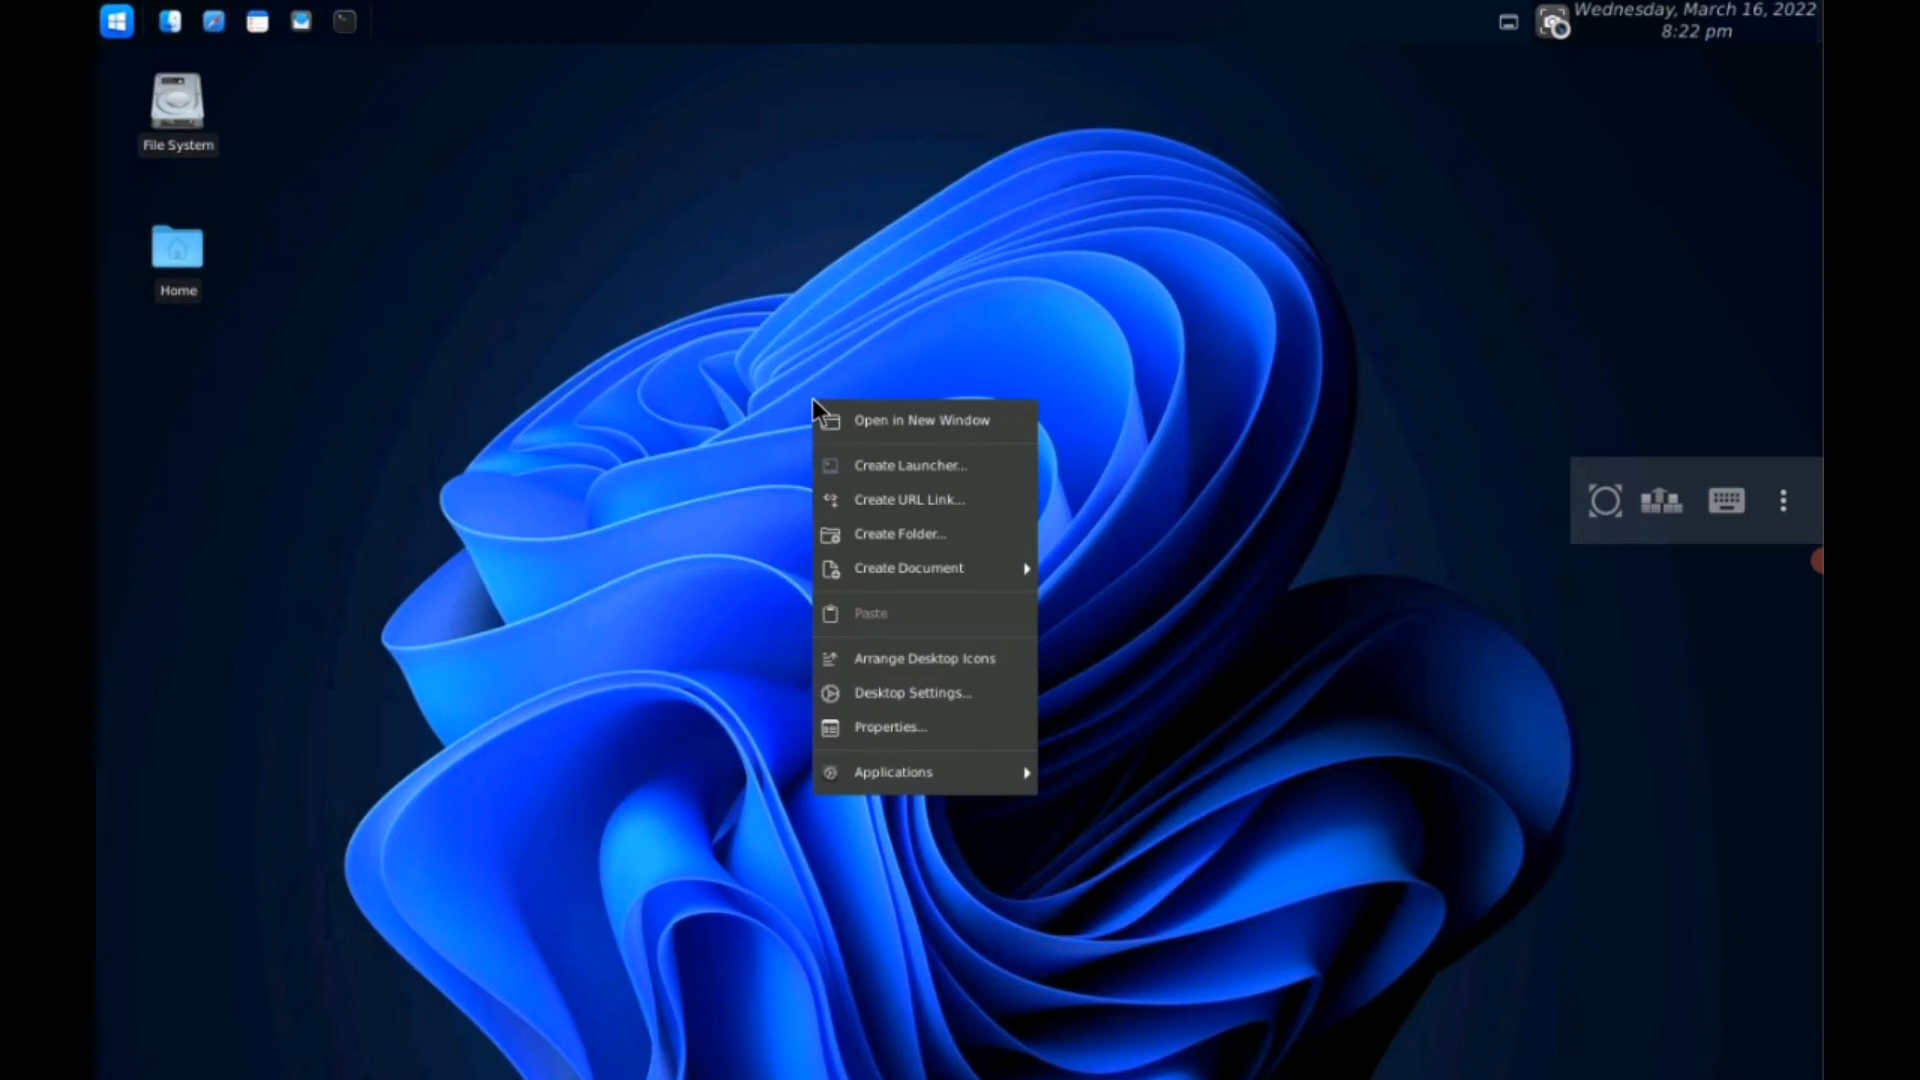 Wednesday, March 16, 2022
8:22 pm
File System
Home
Open in New Window
Create Launcher...
Create URL Link...
Create Folder...
Create Document
Paste
Arrange Desktop Icons
Desktop Settings...
Properties...
Applications